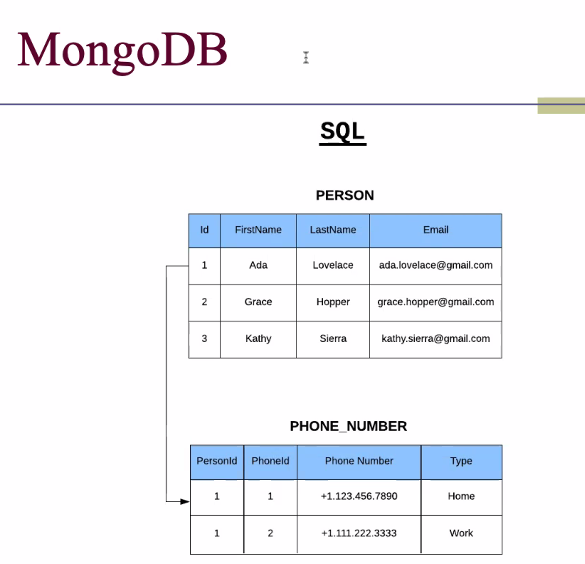 MongoDB
SQL
PERSON
Id FirstName LastName Email
1 Ada Lovelace ada.lovelace@gmail.com
2 Grace Hopper grace.hopper@gmail.com
3 Kathy Sierra kathy.sierra@gmail.com
PHONE_NUMBER
PersonId PhoneId Phone Number Type
1 1 +1.123.456.7890 Home
1 2 +1.111.222.3333 Work